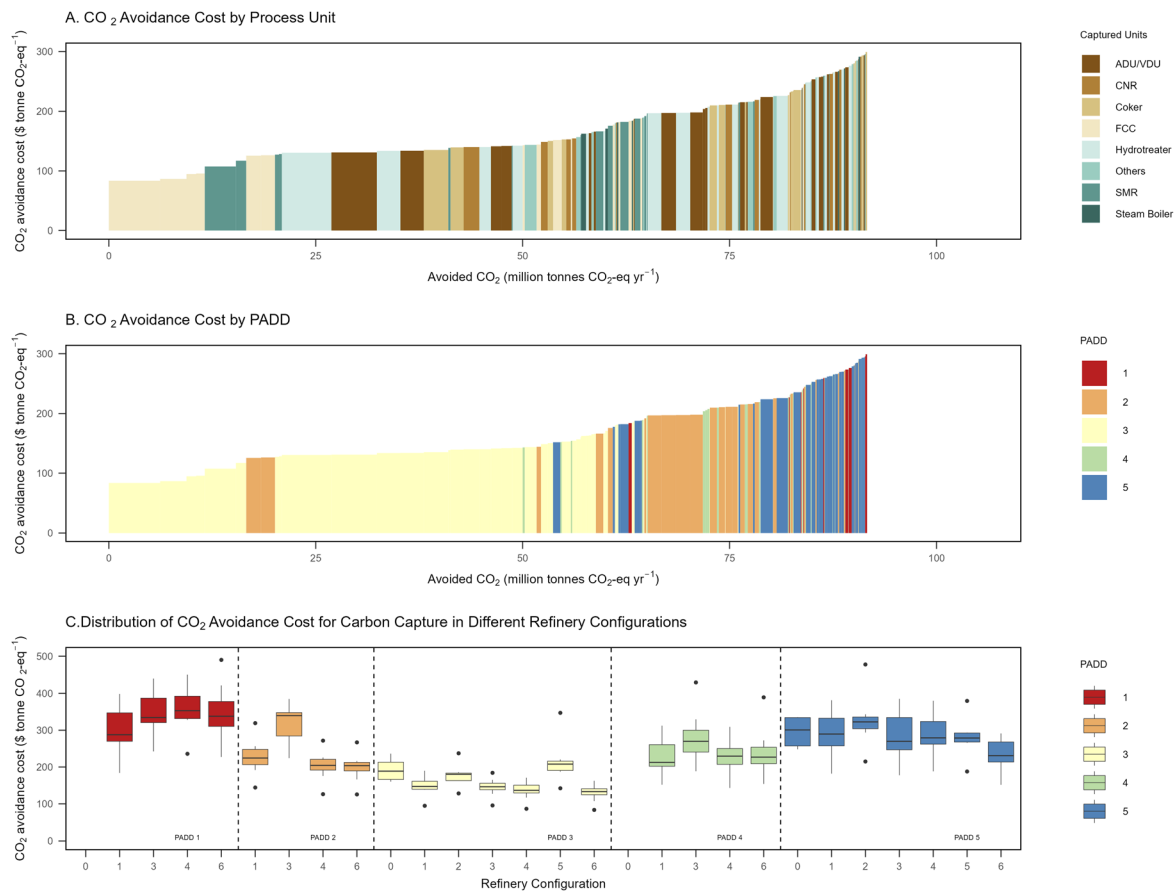 A. CO 2 Avoidance Cost by Process Unit
CO2 avoidance cost ($ tonne CO2-eq−1)
300
200
100
0
0 25 50 75 100
Avoided CO2 (million tonnes CO2-eq yr−1)
Captured Units
ADU/VDU
CNR
Coker
FCC
Hydrotreater
Others
SMR
Steam Boiler
B. CO 2 Avoidance Cost by PADD
CO2 avoidance cost ($ tonne CO2-eq−1)
300
200
100
0
0 25 50 75 100
Avoided CO2 (million tonnes CO2-eq yr−1)
PADD
1
2
3
4
5
C.Distribution of CO2 Avoidance Cost for Carbon Capture in Different Refinery Configurations
CO2 avoidance cost ($ tonne CO 2-eq−1)
500
400
300
200
100
0
PADD 1 PADD 2 PADD 3 PADD 4 PADD 5
0 1 3 4 6 1 3 4 6 0 1 2 3 4 5 6 0 1 3 4 6 0 1 2 3 4 5 6
Refinery Configuration
PADD
1
2
3
4
5